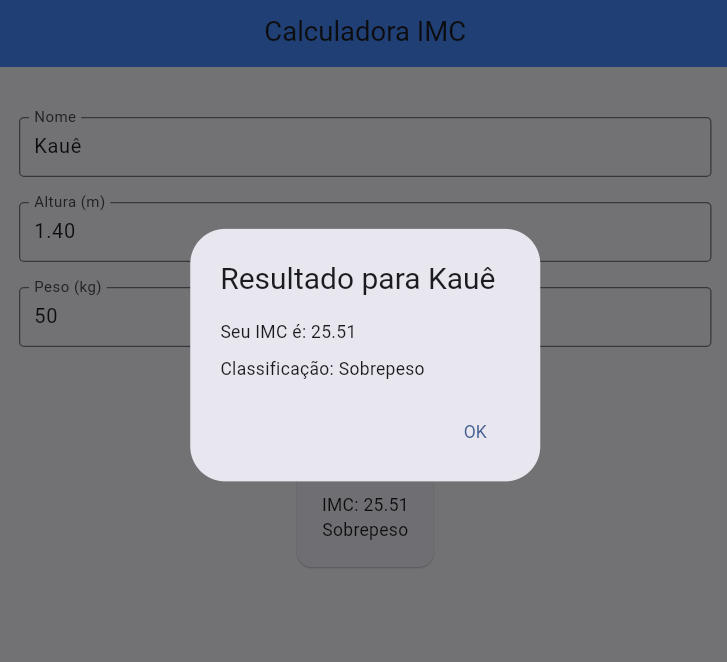 Calculadora IMC
Nome
Kauê
Altura (m)
1.40
Peso (kg)
50
Resultado para Kauê
Seu IMC é: 25.51
Classificação: Sobrepeso
OK
IMC: 25.51
Sobrepeso